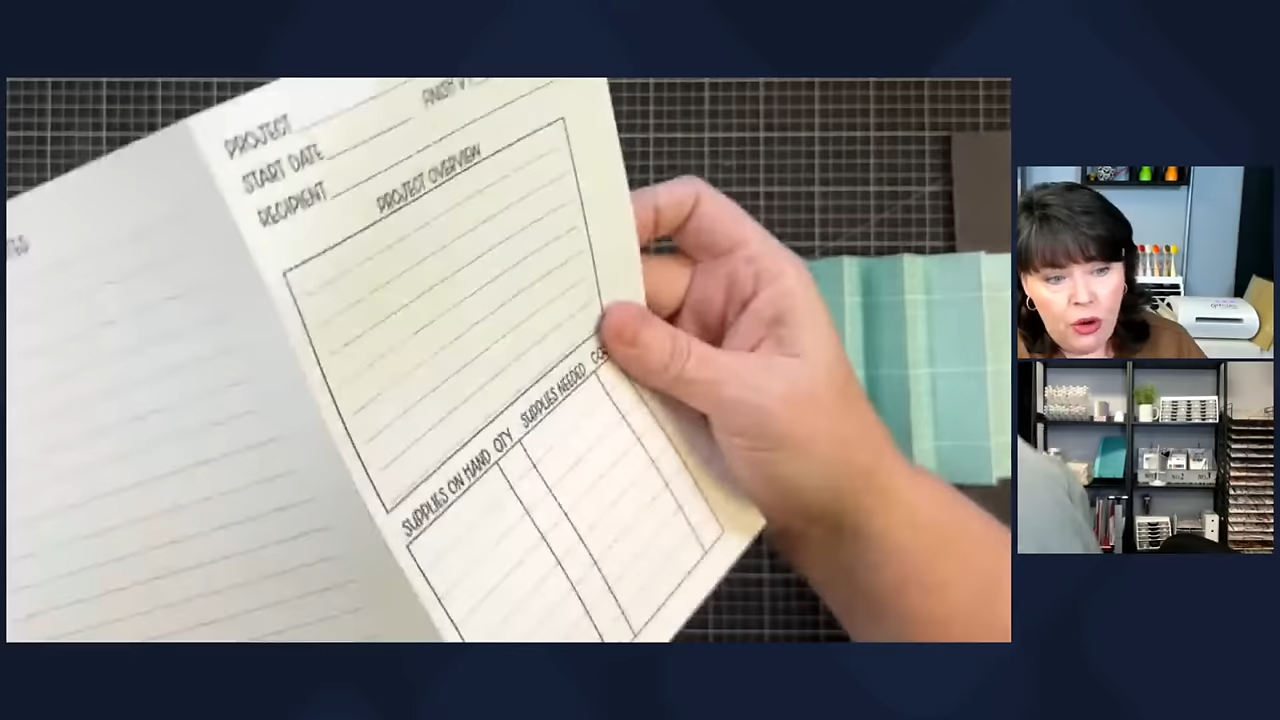 PROJECT
START DATE
RECIPIENT
PROJECT OVERVIEW
SUPPLIES ON HAND QTY SUPPLIES NEEDED